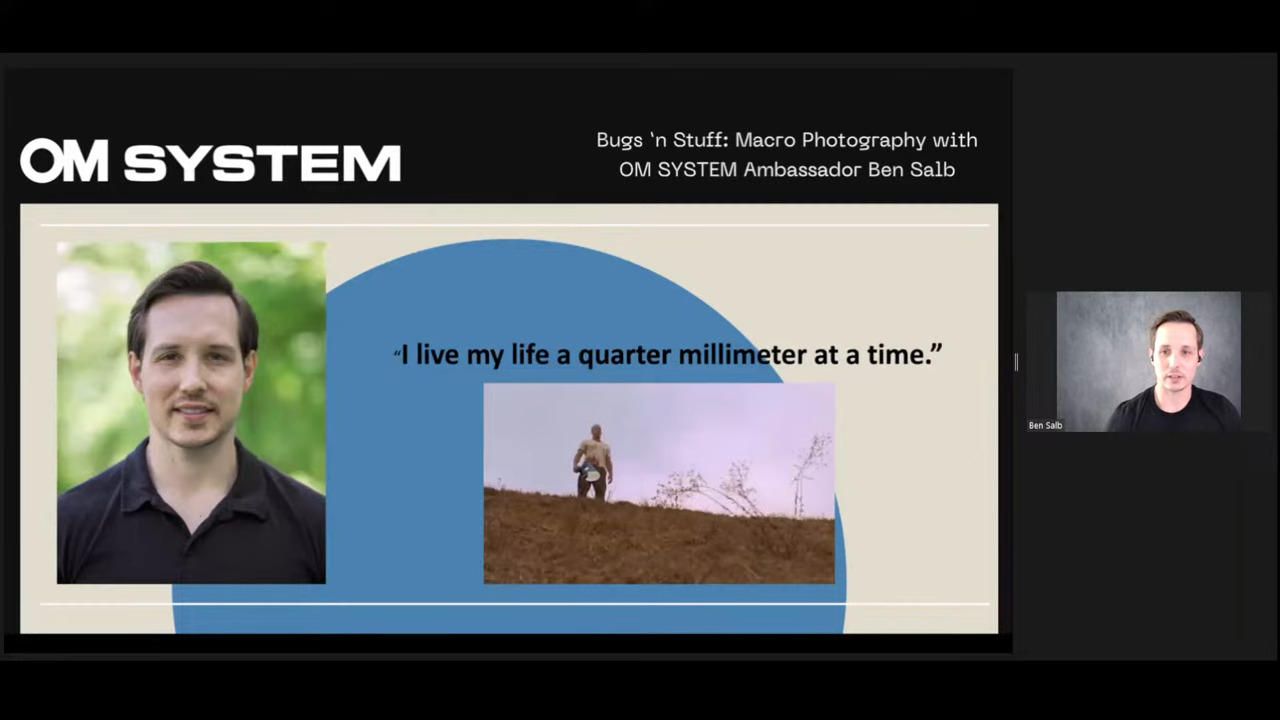 OM SYSTEM
Bugs ‘n Stuff: Macro Photography with
OM SYSTEM Ambassador Ben Salb
“I live my life a quarter millimeter at a time.”
Ben Salb